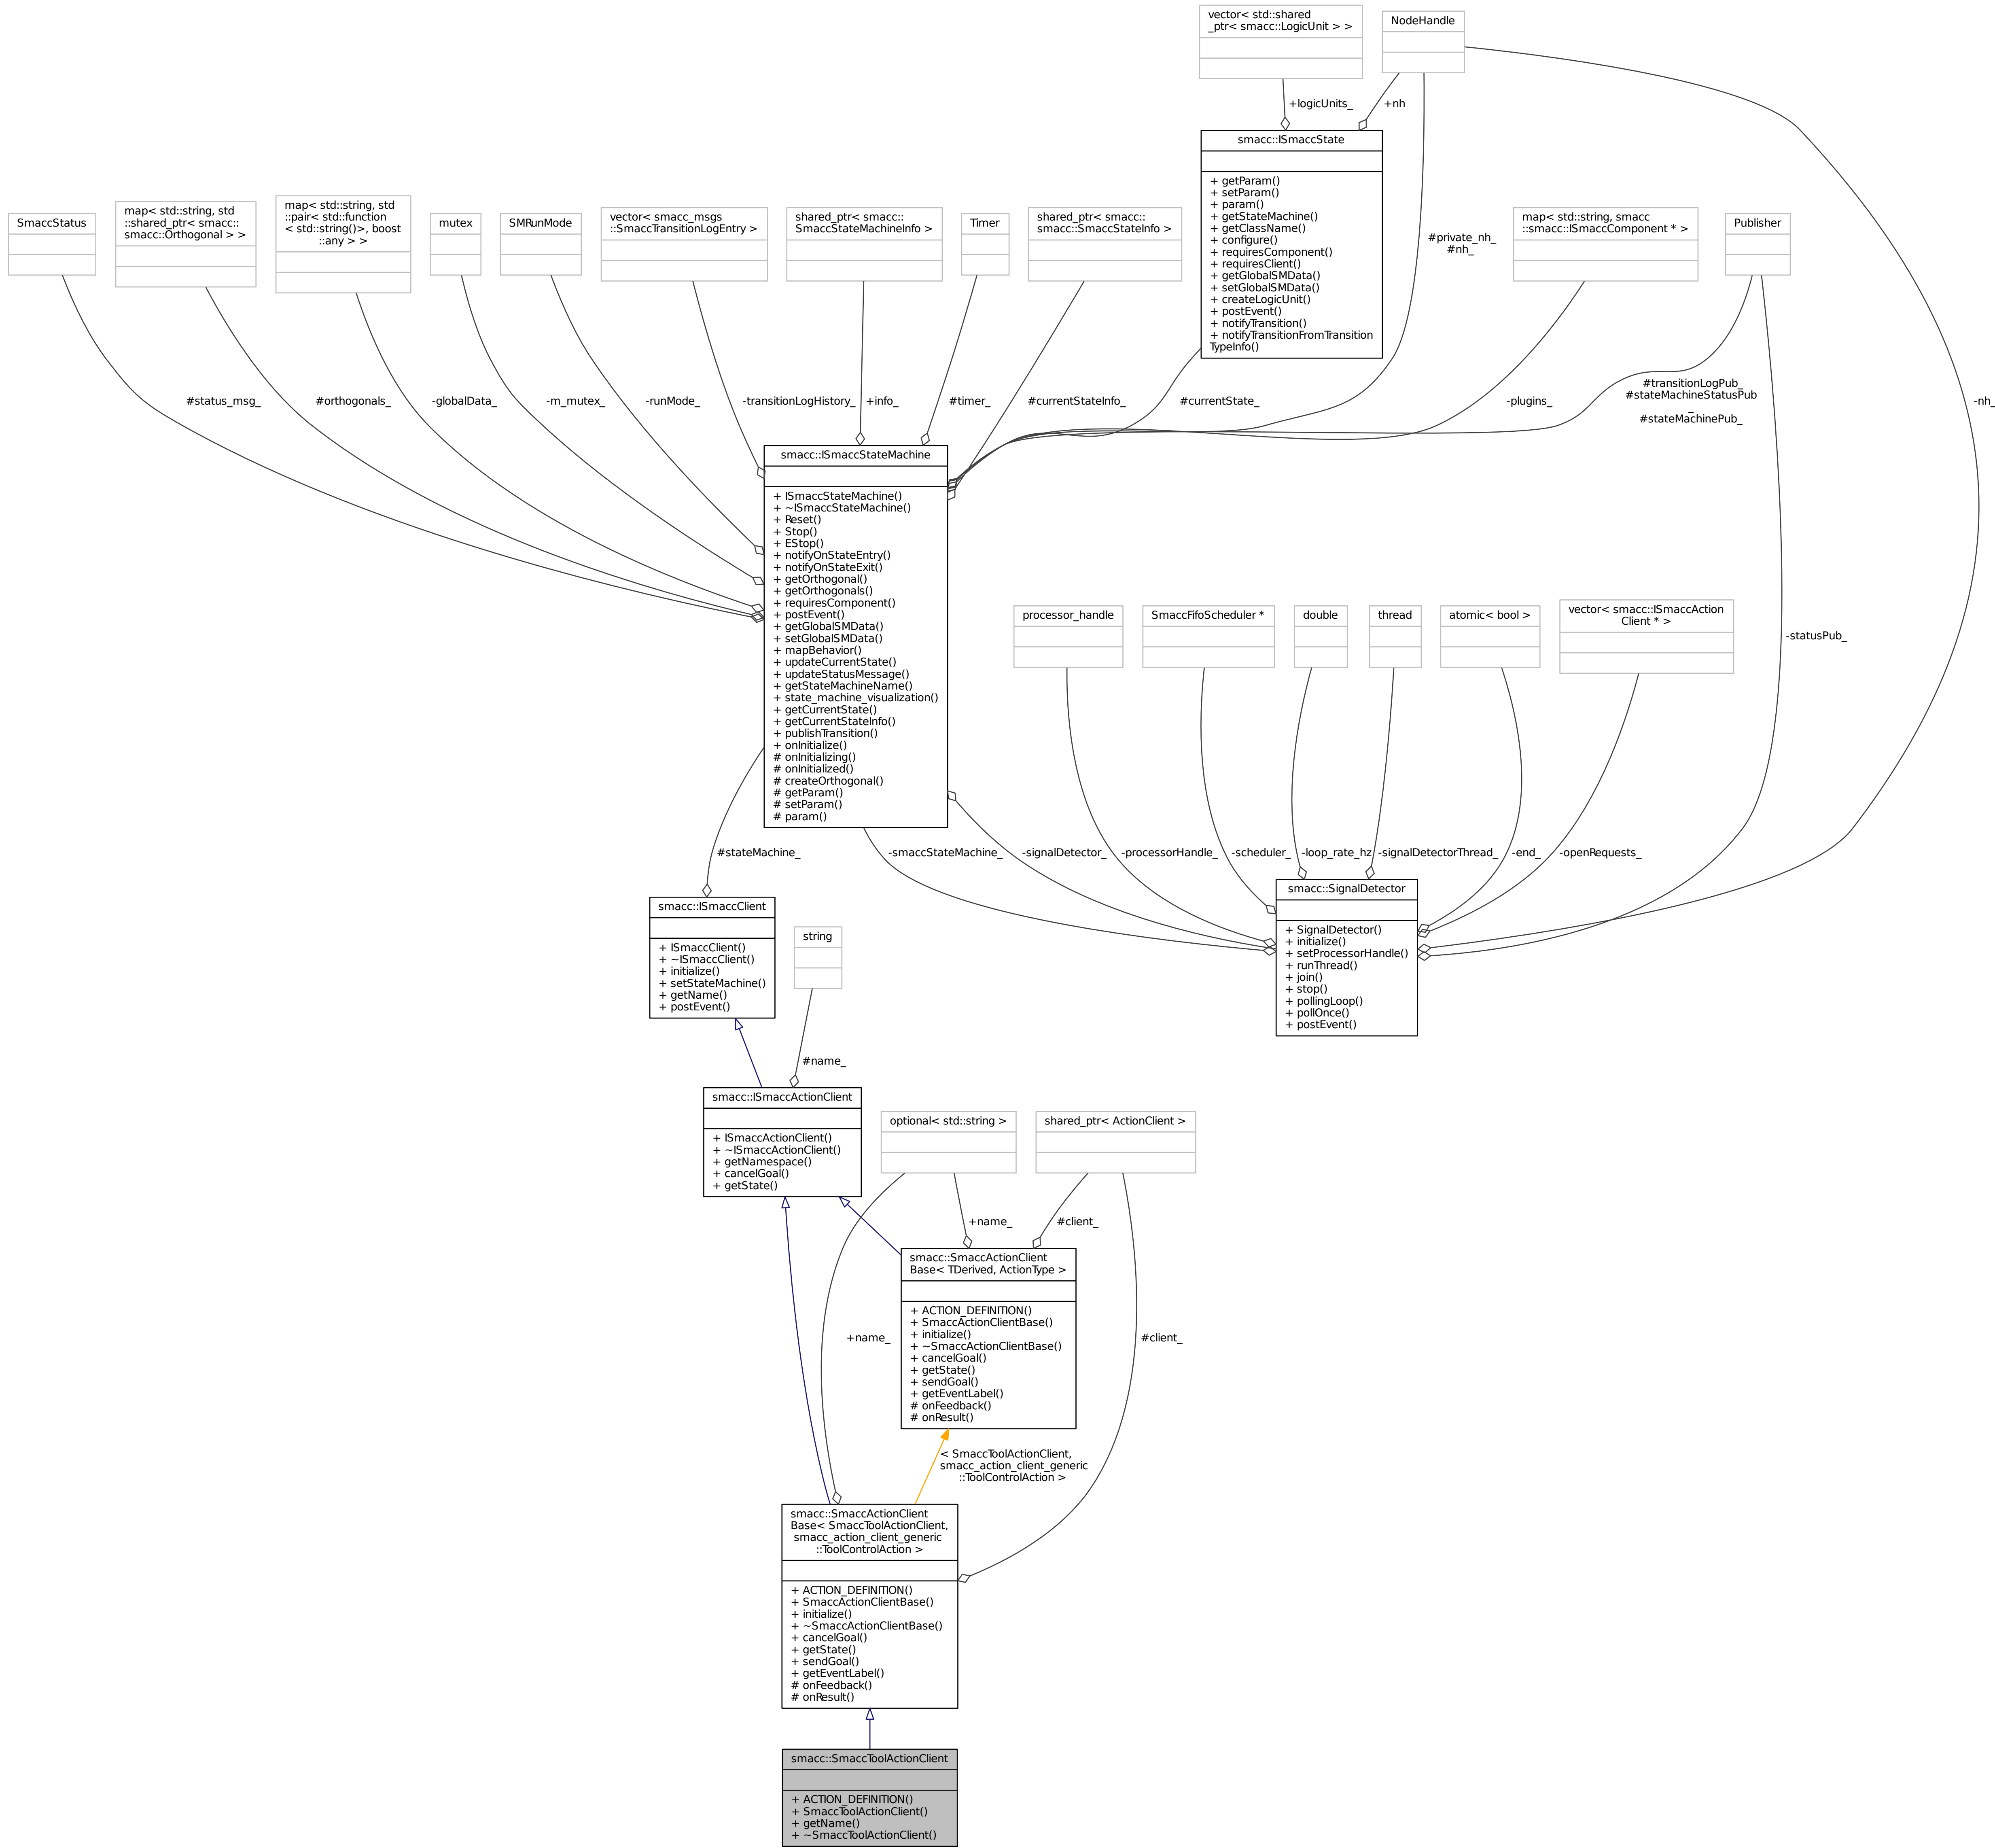 vector< std::shared
_ptr< smacc::LogicUnit > >
NodeHandle
+logicUnits_
+nh
smacc::ISmaccState
+ getParam()
+ setParam()
+ param()
+ getStateMachine()
+ getClassName()
+ configure()
+ requiresComponent()
+ requiresClient()
+ getGlobalSMData()
+ setGlobalSMData()
+ createLogicUnit()
+ postEvent()
+ notifyTransition()
+ notifyTransitionFromTransition
TypeInfo()
SmaccStatus
map< std::string, std
::shared_ptr< smacc::
smacc::Orthogonal > >
map< std::string, std
::pair< std::function
< std::string()>, boost
::any > >
mutex
SMRunMode
vector< smacc_msgs
::SmaccTransitionLogEntry >
shared_ptr< smacc::
SmaccStateMachineInfo >
Timer
shared_ptr< smacc::
smacc::SmaccStateInfo >
#private_nh_
#nh_
map< std::string, smacc
::smacc::ISmaccComponent * >
Publisher
#status_msg_
#orthogonals_
-globalData_
-m_mutex_
-runMode_
-transitionLogHistory_
+info_
#timer_
#currentStateInfo_
#currentState_
-plugins_
#transitionLogPub_
#stateMachineStatusPub
_
#stateMachinePub_
-nh_
smacc::ISmaccStateMachine
+ ISmaccStateMachine()
+ ~ISmaccStateMachine()
+ Reset()
+ Stop()
+ EStop()
+ notifyOnStateEntry()
+ notifyOnStateExit()
+ getOrthogonal()
+ getOrthogonals()
+ requiresComponent()
+ postEvent()
+ getGlobalSMData()
+ setGlobalSMData()
+ mapBehavior()
+ updateCurrentState()
+ updateStatusMessage()
+ getStateMachineName()
+ state_machine_visualization()
+ getCurrentState()
+ getCurrentStateInfo()
+ publishTransition()
+ onInitialize()
# onInitializing()
# onInitialized()
# createOrthogonal()
# getParam()
# setParam()
# param()
processor_handle
SmaccFifoScheduler *
double
thread
atomic< bool >
vector< smacc::ISmaccAction
Client * >
-statusPub_
#stateMachine_
-smaccStateMachine_
-signalDetector_
-processorHandle_
-scheduler_
-loop_rate_hz
-signalDetectorThread_
-end_
-openRequests_
smacc::SignalDetector
+ SignalDetector()
+ initialize()
+ setProcessorHandle()
+ runThread()
+ join()
+ stop()
+ pollingLoop()
+ pollOnce()
+ postEvent()
smacc::ISmaccClient
+ ISmaccClient()
+ ~ISmaccClient()
+ initialize()
+ setStateMachine()
+ getName()
+ postEvent()
string
#name_
smacc::ISmaccActionClient
+ ISmaccActionClient()
+ ~ISmaccActionClient()
+ getNamespace()
+ cancelGoal()
+ getState()
optional< std::string >
shared_ptr< ActionClient >
+name_
#client_
smacc::SmaccActionClient
Base< TDerived, ActionType >
+ ACTION_DEFINITION()
+ SmaccActionClientBase()
+ initialize()
+ ~SmaccActionClientBase()
+ cancelGoal()
+ getState()
+ sendGoal()
+ getEventLabel()
# onFeedback()
# onResult()
+name_
#client_
< SmaccToolActionClient,
smacc_action_client_generic
::ToolControlAction >
smacc::SmaccActionClient
Base< SmaccToolActionClient,
smacc_action_client_generic
::ToolControlAction >
+ ACTION_DEFINITION()
+ SmaccActionClientBase()
+ initialize()
+ ~SmaccActionClientBase()
+ cancelGoal()
+ getState()
+ sendGoal()
+ getEventLabel()
# onFeedback()
# onResult()
smacc::SmaccToolActionClient
+ ACTION_DEFINITION()
+ SmaccToolActionClient()
+ getName()
+ ~SmaccToolActionClient()